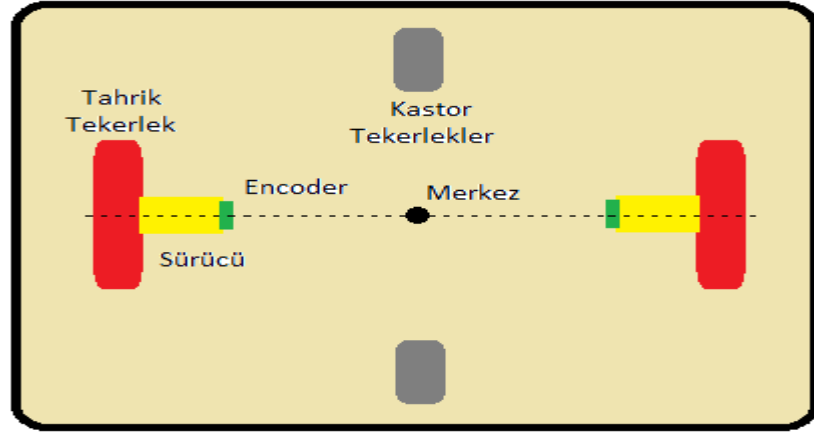 Tahrik
Tekerlek
Kastor
Tekerlekler
Encoder
Merkez
Sürücü